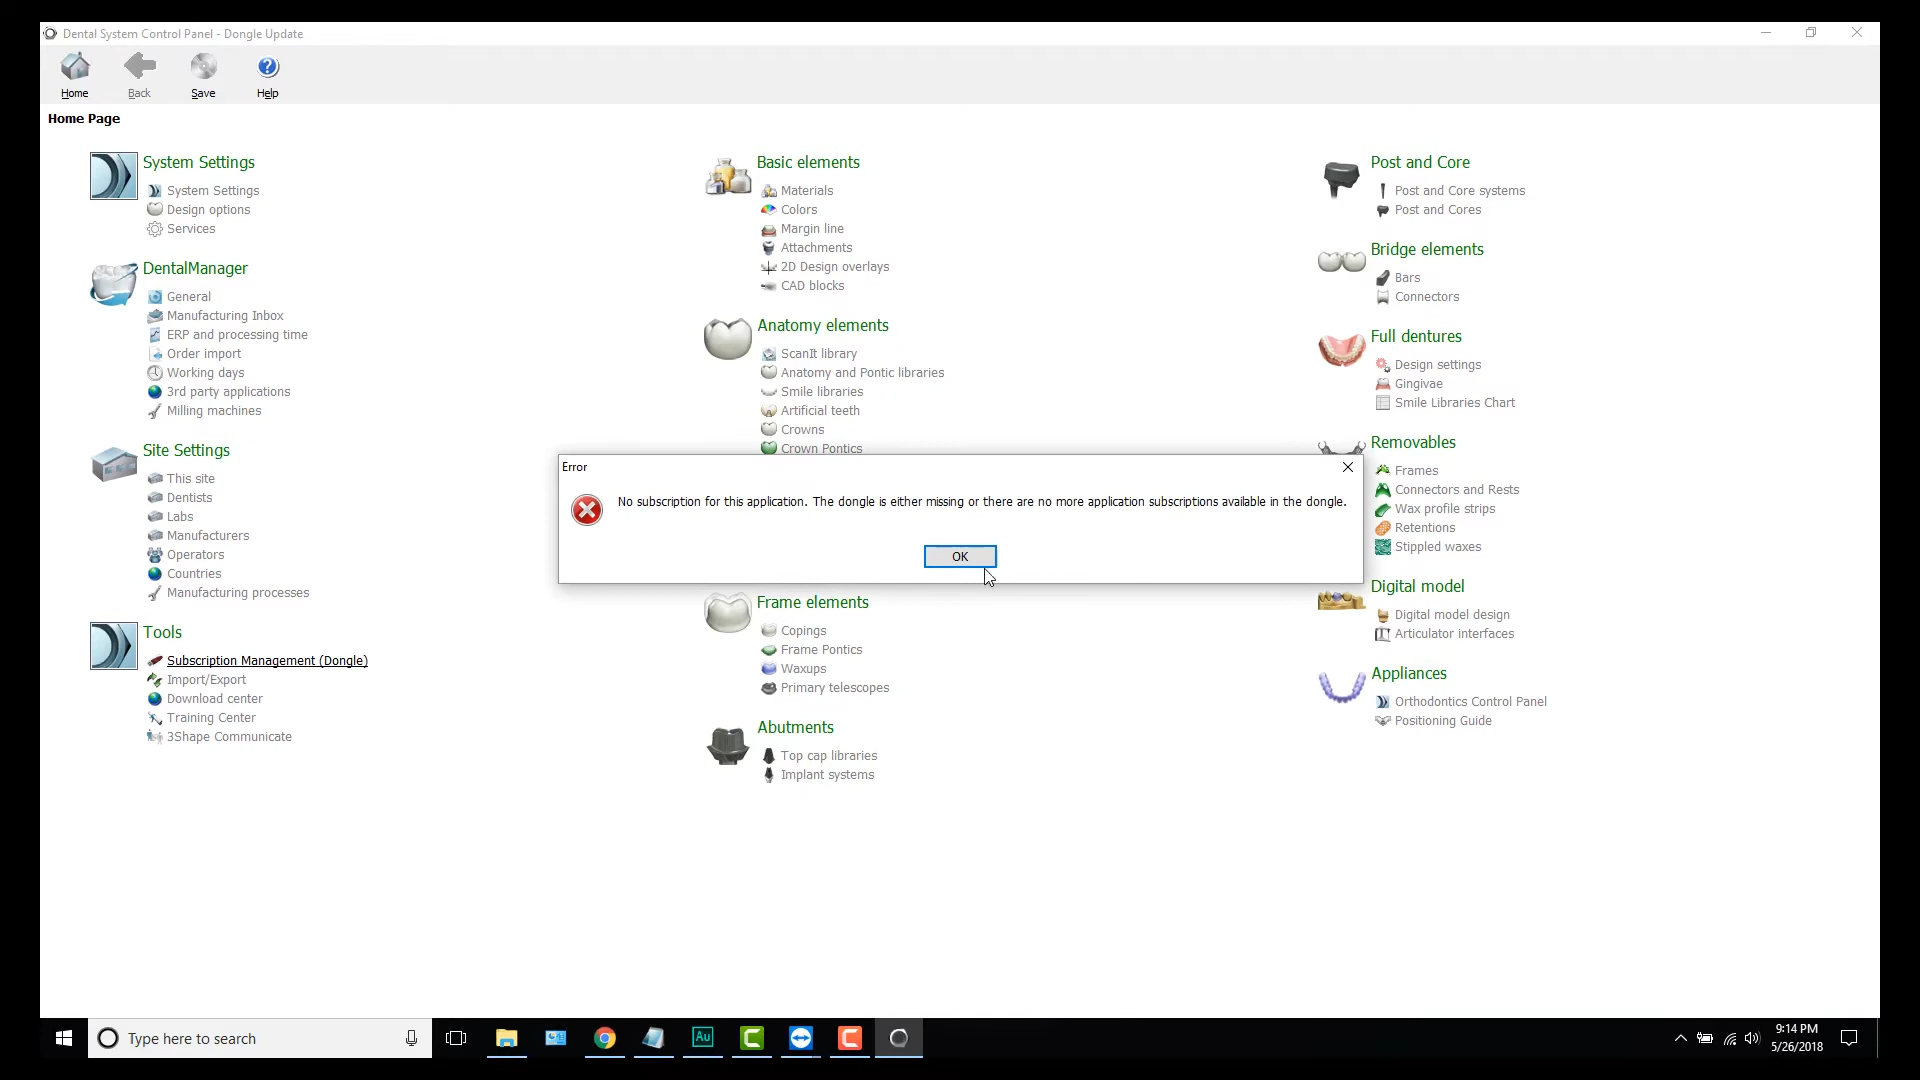 Dental System Control Panel - Dongle Update
Home
Back
Save
Help
Home Page
System Settings
System Settings
Design options
Services
DentalManager
General
Manufacturing Inbox
ERP and processing time
Order import
Working days
3rd party applications
Milling machines
Site Settings
This site
Dentists
Labs
Manufacturers
Operators
Countries
Manufacturing processes
Tools
Subscription Management (Dongle)
Import/Export
Download center
Training Center
3Shape Communicate
Basic elements
Materials
Colors
Margin line
Attachments
2D Design overlays
CAD blocks
Anatomy elements
ScanIt library
Anatomy and Pontic libraries
Smile libraries
Artificial teeth
Crowns
Crown Pontics
Error
No subscription for this application. The dongle is either missing or there are no more application subscriptions available in the dongle.
OK
Frame elements
Copings
Frame Pontics
Waxups
Primary telescopes
Abutments
Top cap libraries
Implant systems
Post and Core
Post and Core systems
Post and Cores
Bridge elements
Bars
Connectors
Full dentures
Design settings
Gingivae
Smile Libraries Chart
Removables
Frames
Connectors and Rests
Wax profile strips
Retentions
Stippled waxes
Digital model
Digital model design
Articulator interfaces
Appliances
Orthodontics Control Panel
Positioning Guide
Type here to search
Au
9:14 PM
5/26/2018